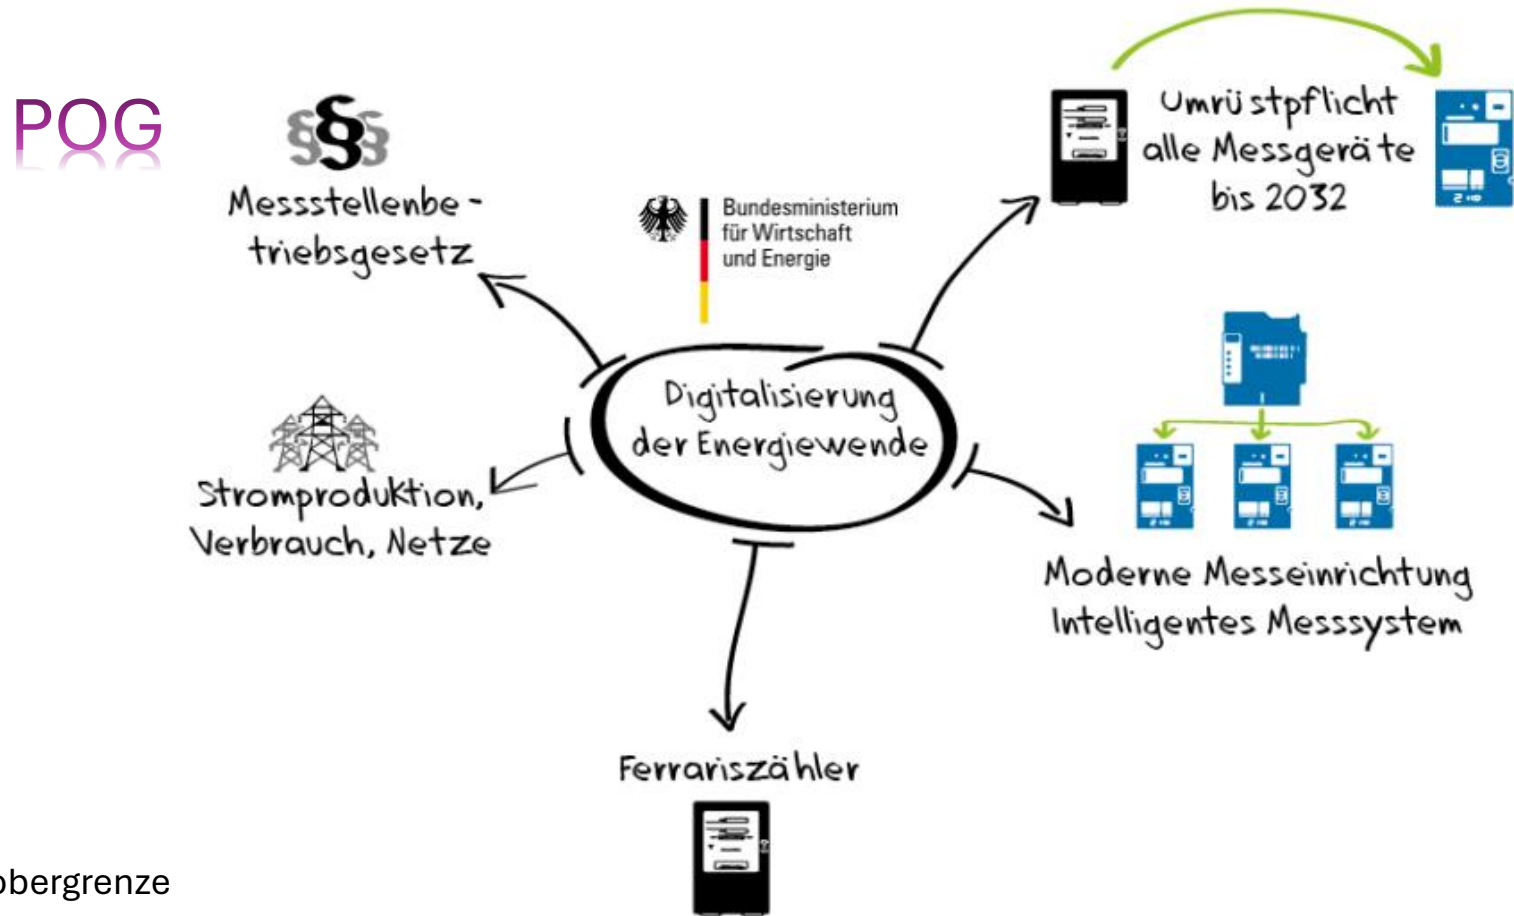 POG
Messstellenbe -
triebsgesetz
Bundesministerium
für Wirtschaft
und Energie
Umrüstpflicht
alle Messgeräte
bis 2032
Digitalisierung
der Energiewende
Stromproduktion,
Verbrauch, Netze
Moderne Messeinrichtung
Intelligentes Messsystem
Ferrariszähler
obergrenze